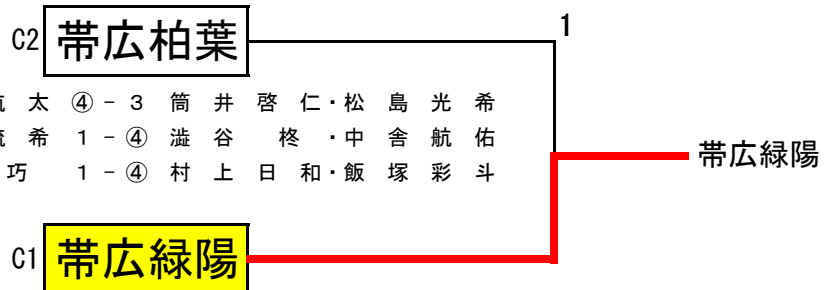 C2 帯広柏葉 1
太 ④ - 3 筒井啓仁・松島光希
希 1 - ④ 澁谷 柊・中舎航佑
巧 1 - ④ 村上日和・飯塚彩斗
帯広緑陽
C1 帯広緑陽